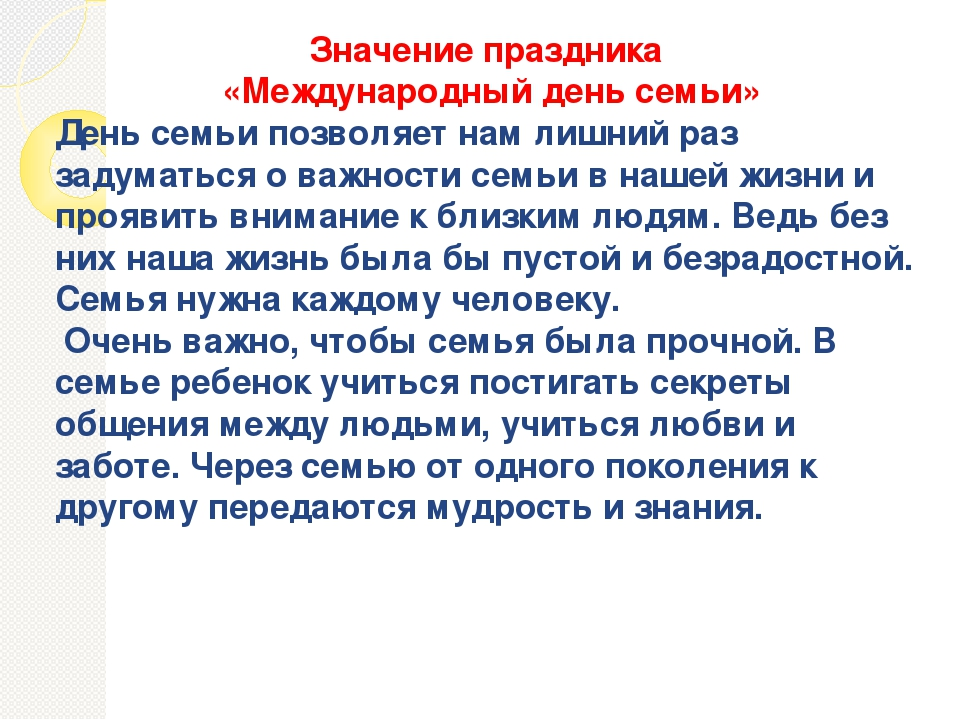 Значение праздника
«Международный день семьи»
День семьи позволяет нам лишний раз
задуматься о важности семьи в нашей жизни и
проявить внимание к близким людям. Ведь без
них наша жизнь была бы пустой и безрадостной.
Семья нужна каждому человеку.
Очень важно, чтобы семья была прочной. В
семье ребенок учиться постигать секреты
общения между людьми, учиться любви и
заботе. Через семью от одного поколения к
другому передаются мудрость и знания.